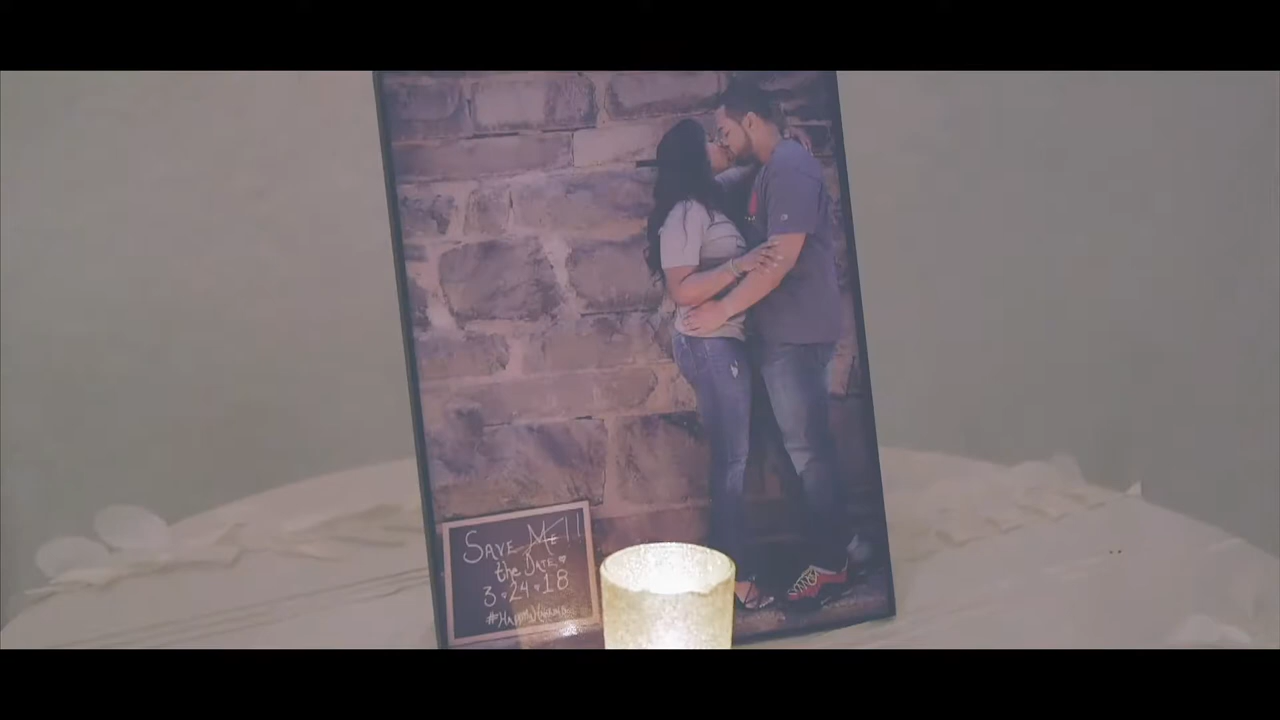 SAVE ME!!
the DATE ♥
3 ♥ 24 ♥ 18